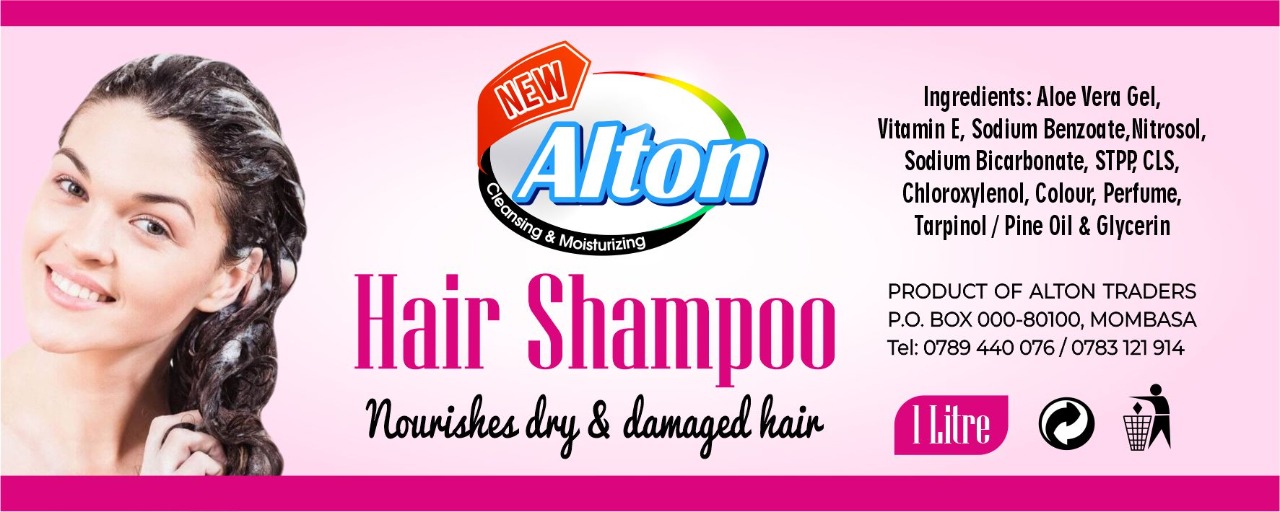 NEW
Alton
Cleansing & Moisturizing
Hair Shampoo
Nourishes dry & damaged hair
Ingredients: Aloe Vera Gel,
Vitamin E, Sodium Benzoate,Nitrosol,
Sodium Bicarbonate, STPP, CLS,
Chloroxylenol, Colour, Perfume,
Tarpinol / Pine Oil & Glycerin
PRODUCT OF ALTON TRADERS
P.O. BOX 000-80100, MOMBASA
Tel: 0789 440 076 / 0783 121 914
1 Litre